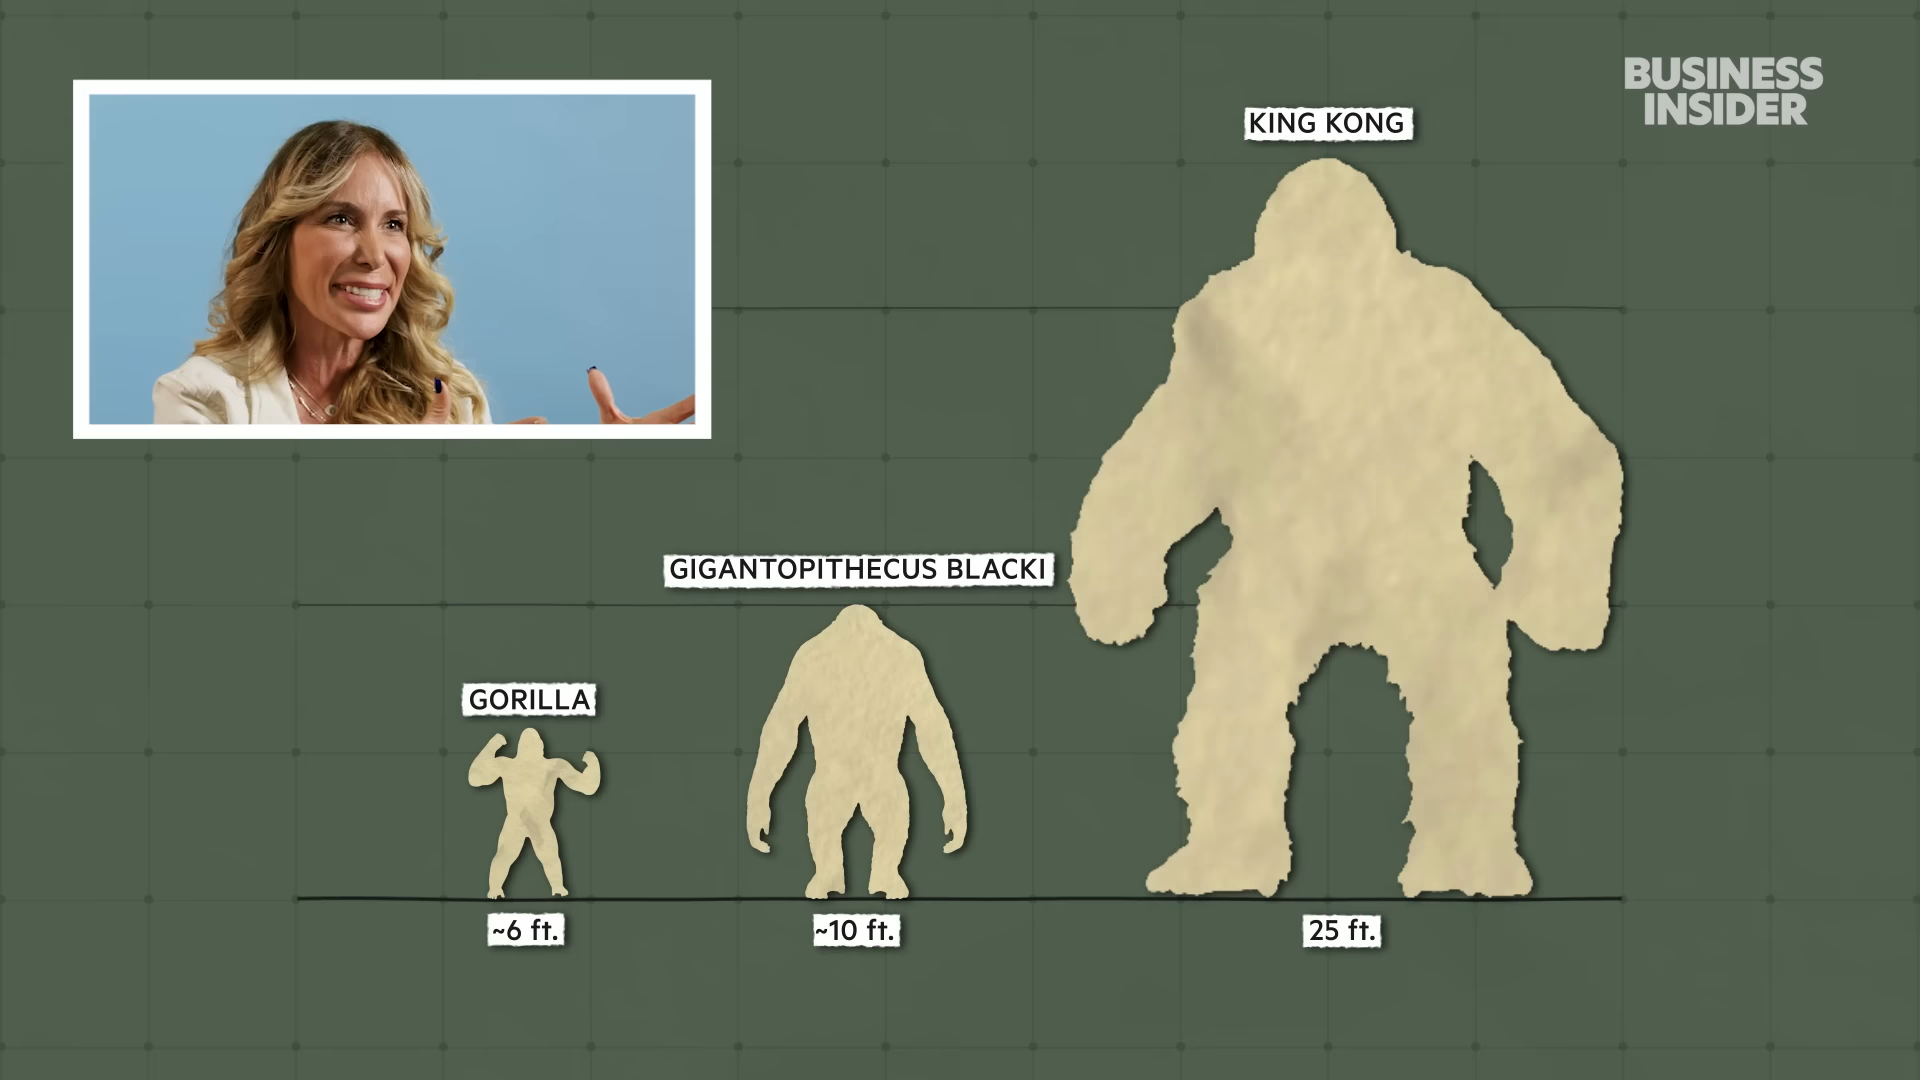 BUSINESS
INSIDER
KING KONG
GIGANTOPITHECUS BLACKI
GORILLA
~6 ft.
~10 ft.
25 ft.